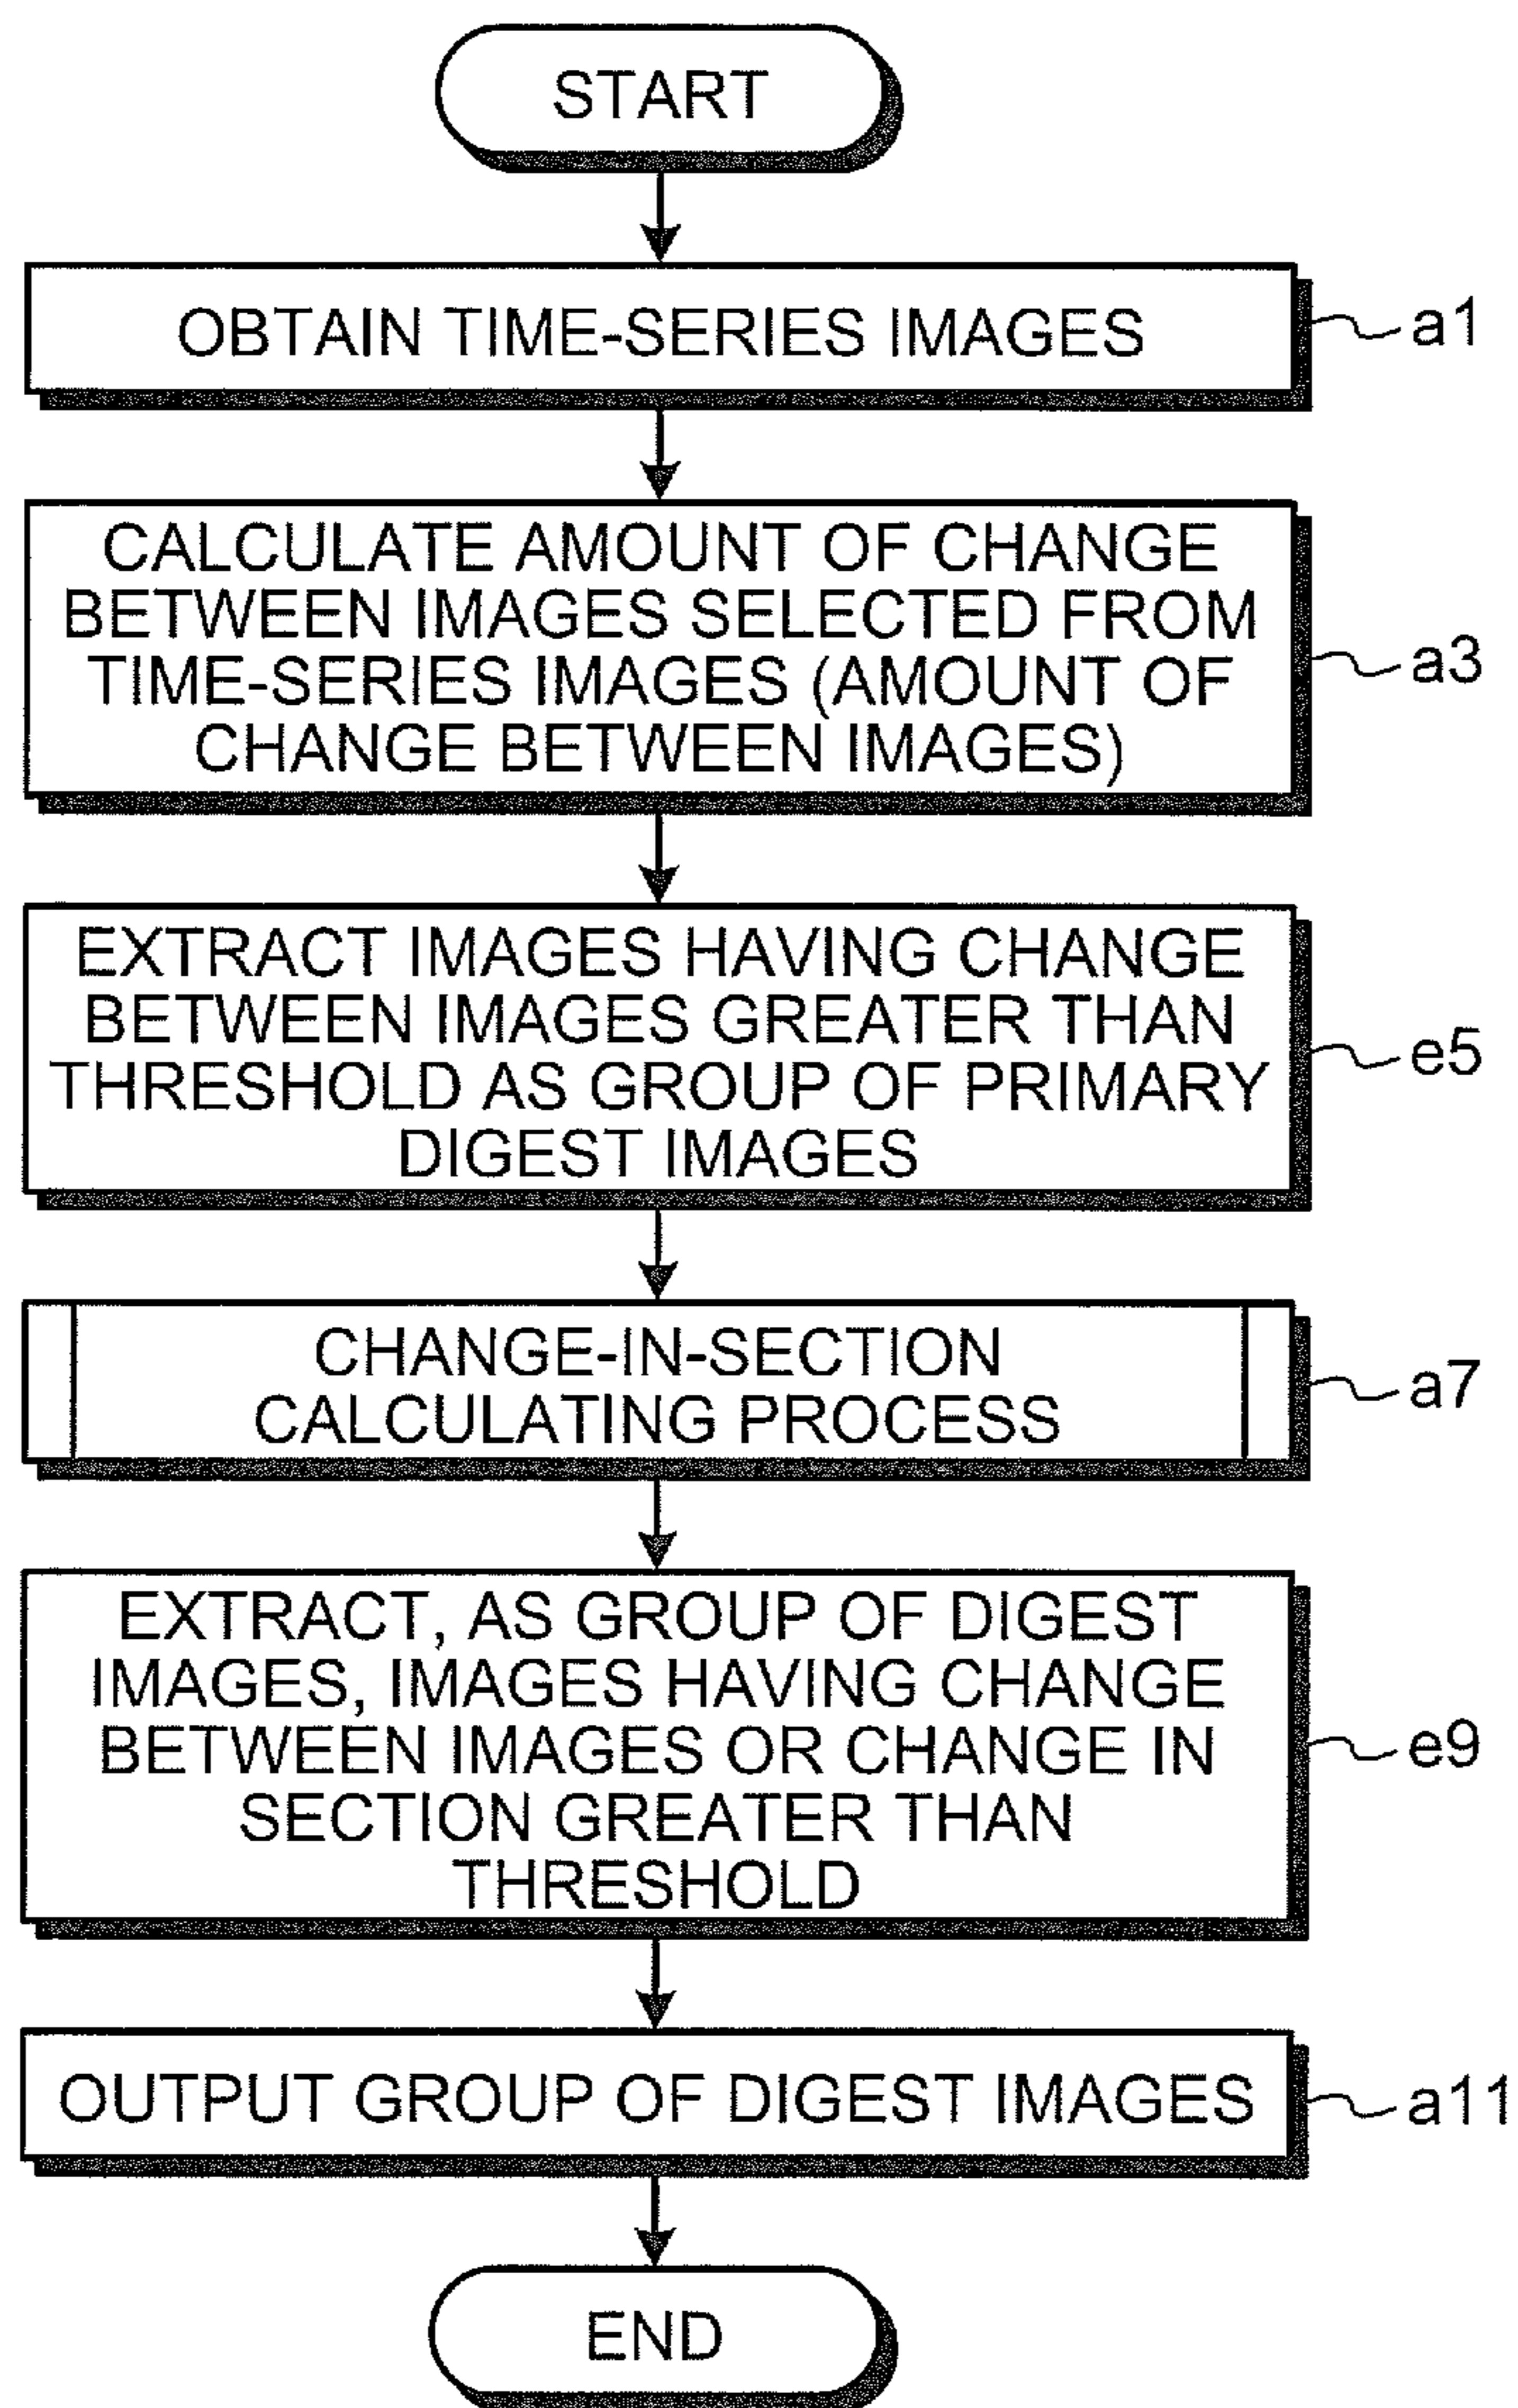 START
OBTAIN TIME-SERIES IMAGES
a1
CALCULATE AMOUNT OF CHANGE
BETWEEN IMAGES SELECTED FROM
TIME-SERIES IMAGES (AMOUNT OF
CHANGE BETWEEN IMAGES)
a3
EXTRACT IMAGES HAVING CHANGE
BETWEEN IMAGES GREATER THAN
THRESHOLD AS GROUP OF PRIMARY
DIGEST IMAGES
e5
CHANGE-IN-SECTION
CALCULATING PROCESS
a7
EXTRACT, AS GROUP OF DIGEST
IMAGES, IMAGES HAVING CHANGE
BETWEEN IMAGES OR CHANGE IN
SECTION GREATER THAN
THRESHOLD
e9
OUTPUT GROUP OF DIGEST IMAGES
a11
END